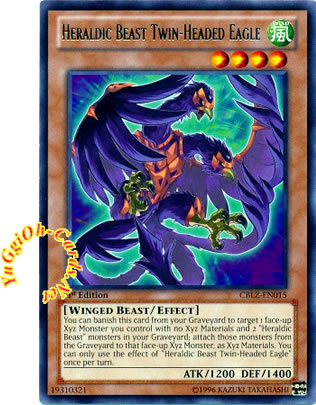 HERALDIC BEAST TWIN-HEADED EAGLE
WIND
風
YuGgiOh-Cards.Net
1st Edition
CBLZ-EN015
[WINGED BEAST/EFFECT]
You can banish this card from your Graveyard to target 1 face-up
Xyz Monster you control with no Xyz Materials and 2 "Heraldic
Beast" monsters in your Graveyard; attach those monsters from
the Graveyard to that face-up Xyz Monster, as Xyz Materials. You
can only use the effect of "Heraldic Beast Twin-Headed Eagle"
once per turn.
ATK/1200 DEF/1400
19310321
©1996 KAZUKI TAKAHASHI